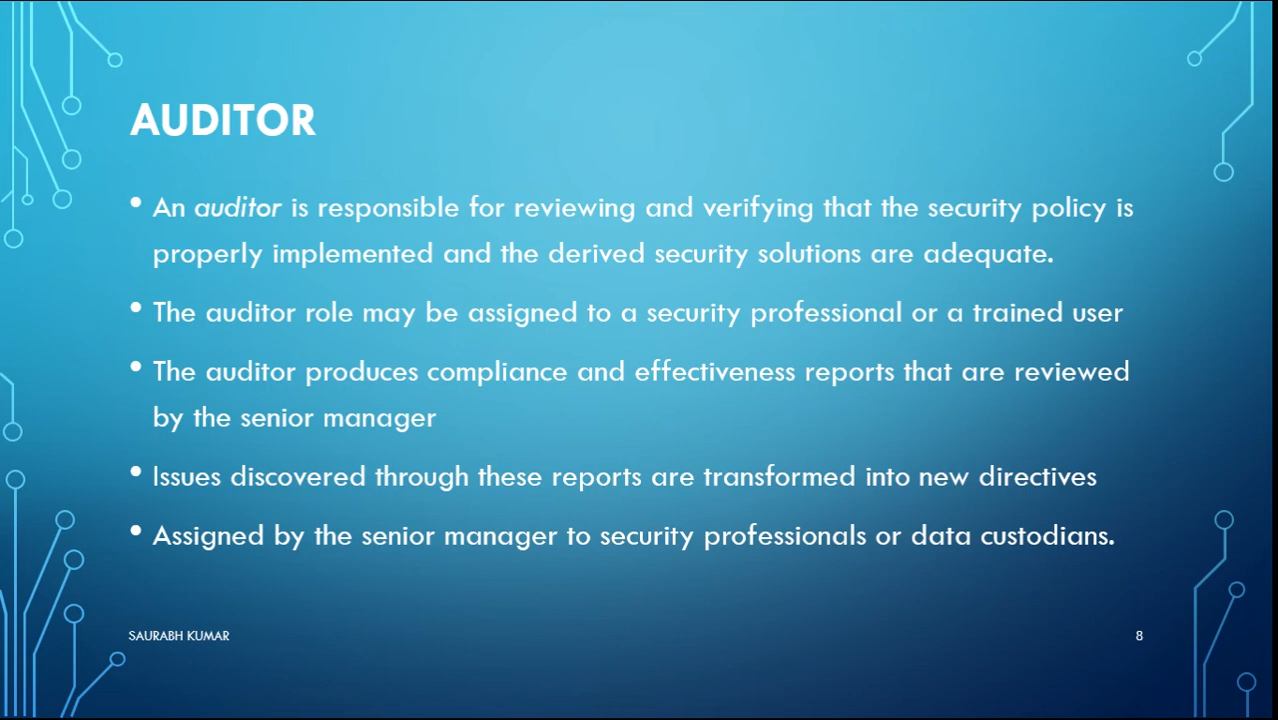 AUDITOR
• An auditor is responsible for reviewing and verifying that the security policy is
properly implemented and the derived security solutions are adequate.
• The auditor role may be assigned to a security professional or a trained user
• The auditor produces compliance and effectiveness reports that are reviewed
by the senior manager
• Issues discovered through these reports are transformed into new directives
• Assigned by the senior manager to security professionals or data custodians.
SAURABH KUMAR
8